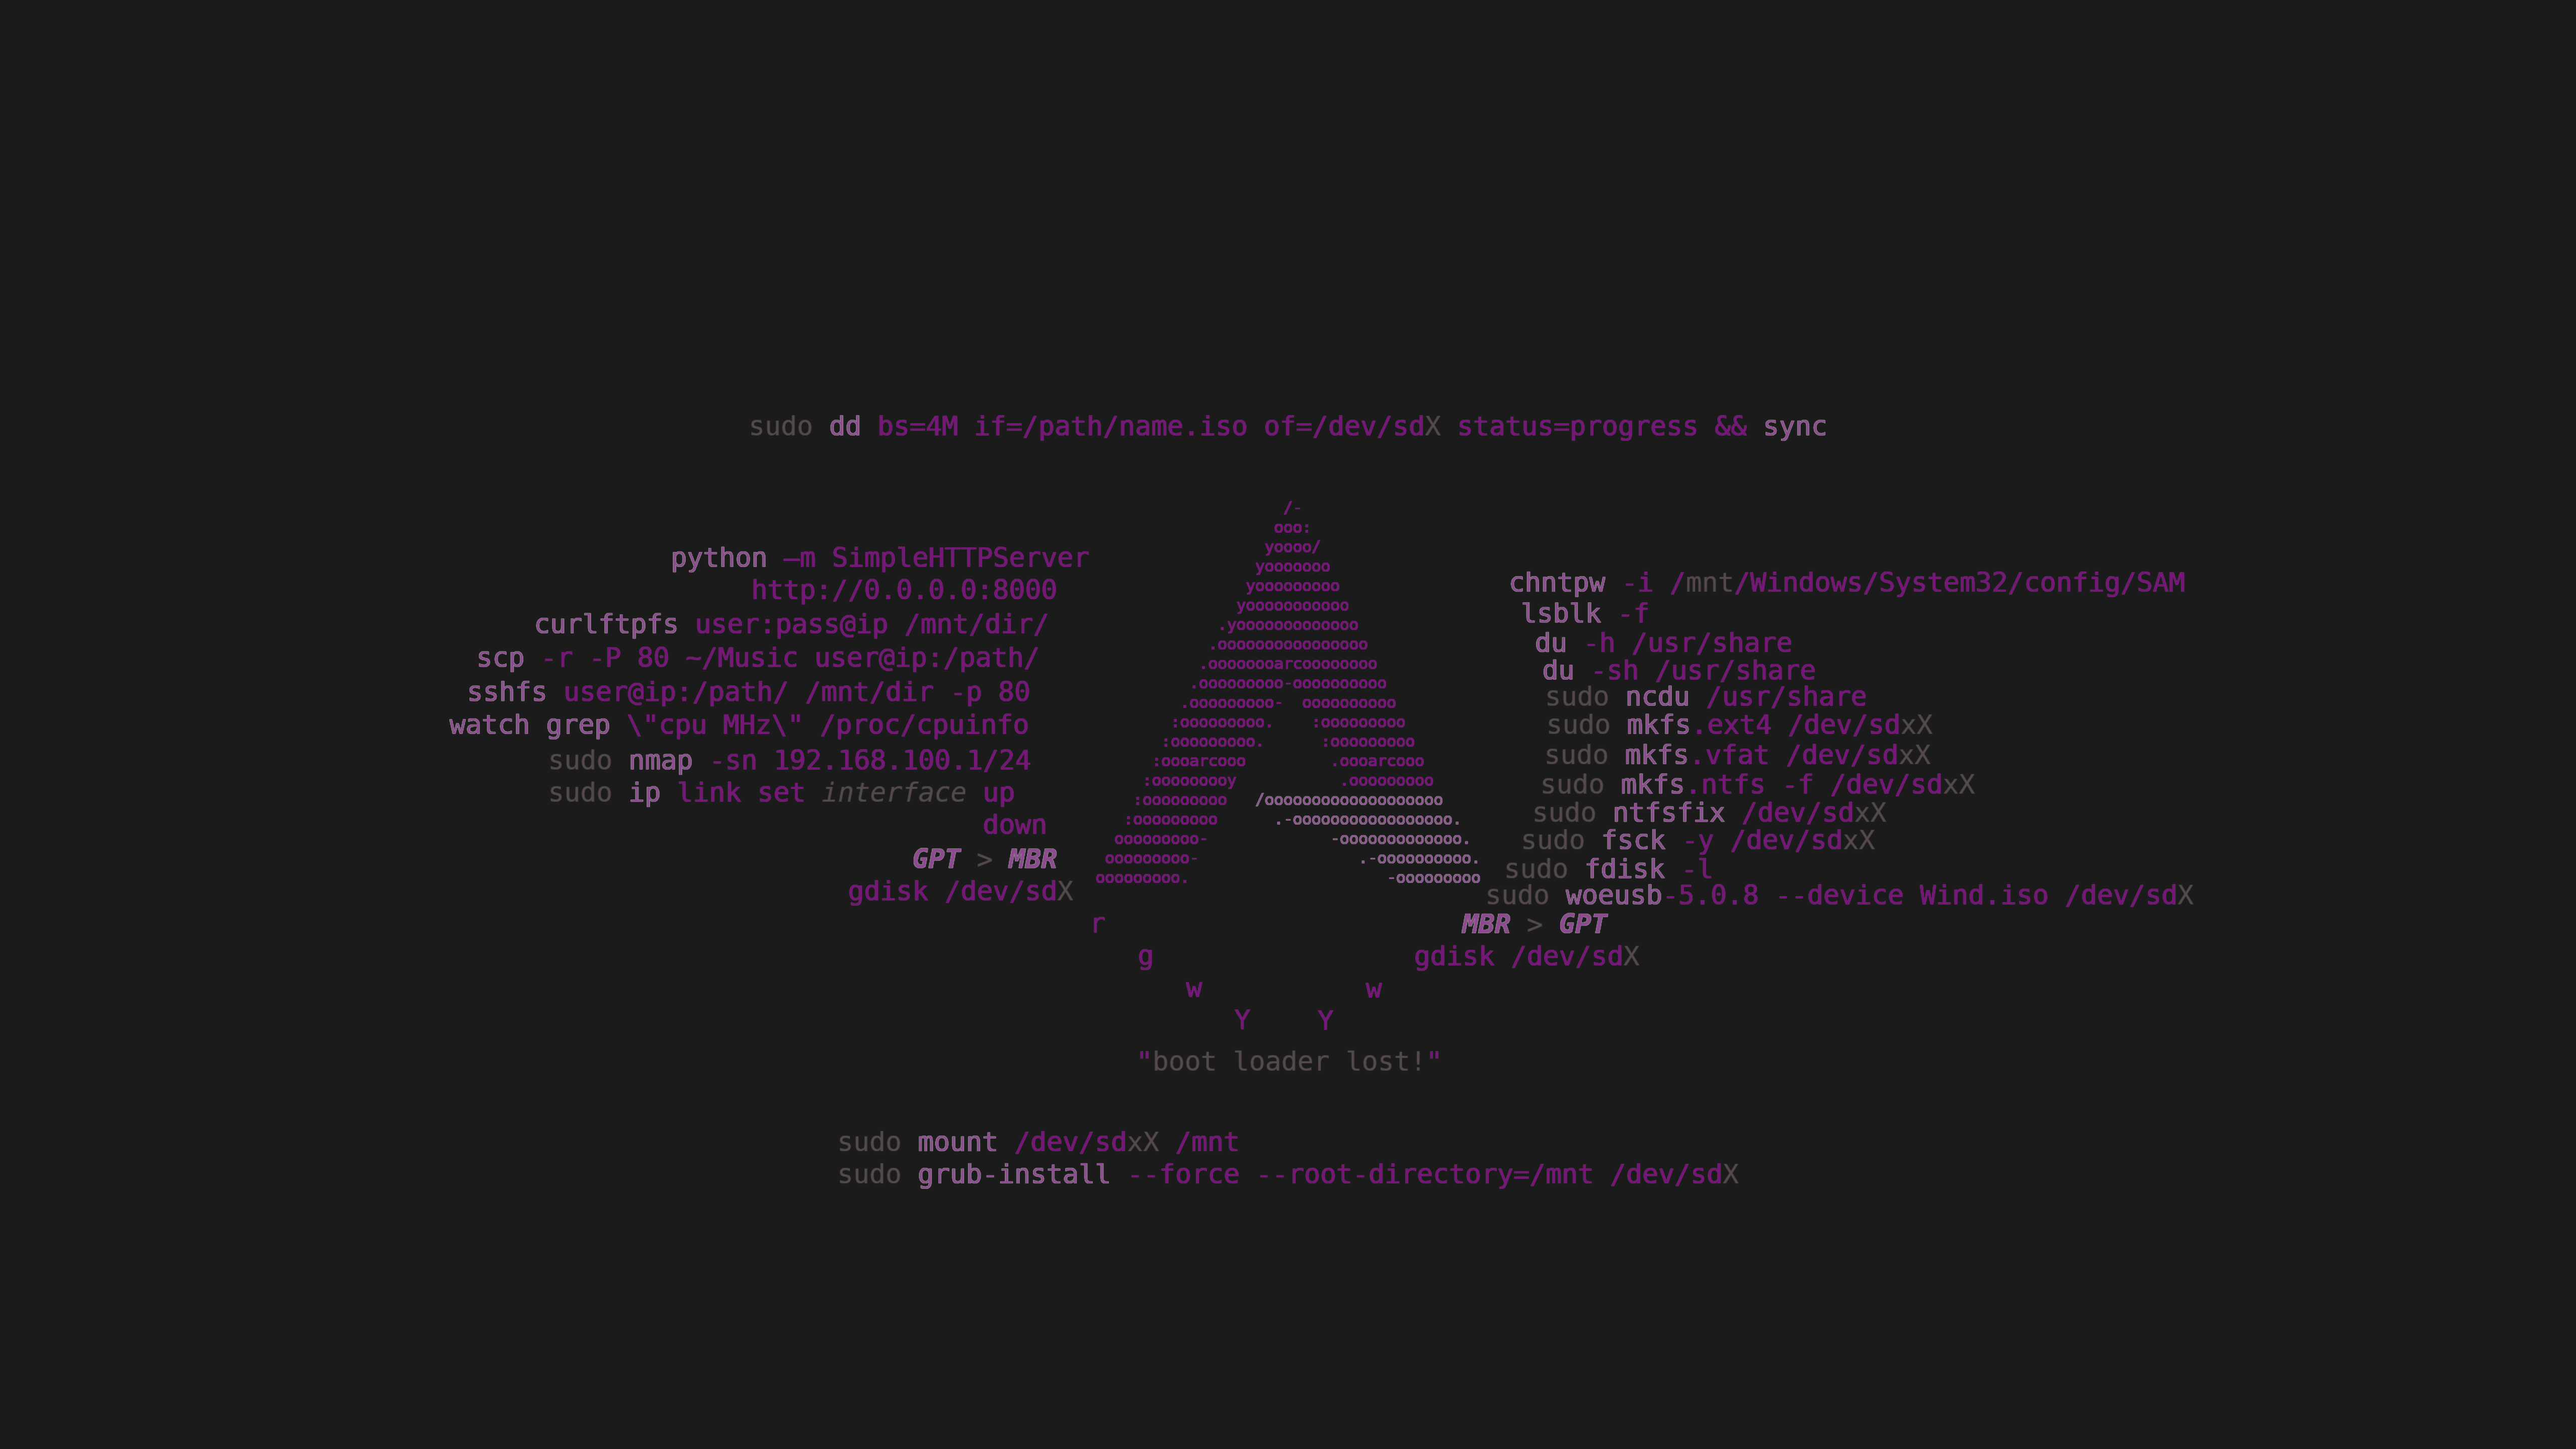 sudo dd bs=4M if=/path/name.iso of=/dev/sdX status=progress && sync
/-
ooo:
yoooo/
yooooooo
yooooooooo
yooooooooooo
.yooooooooooooo
.oooooooooooooooo
.oooooooarcoooooooo
.ooooooooo-oooooooooo
.ooooooooo- oooooooooo
:ooooooooo. :ooooooooo
:ooooooooo. :ooooooooo
:oooarcooo .oooarcooo
:ooooooooy .ooooooooo
:ooooooooo /ooooooooooooooooooo
:ooooooooo .-ooooooooooooooooo.
ooooooooo- -ooooooooooooo.
ooooooooo- .-oooooooooo.
ooooooooo. -ooooooooo
python –m SimpleHTTPServer
http://0.0.0.0:8000
curlftpfs user:pass@ip /mnt/dir/
scp -r -P 80 ~/Music user@ip:/path/
sshfs user@ip:/path/ /mnt/dir -p 80
watch grep \"cpu MHz\" /proc/cpuinfo
sudo nmap -sn 192.168.100.1/24
sudo ip link set interface up
down
GPT > MBR
gdisk /dev/sdX
r
g
w
Y
chntpw -i /mnt/Windows/System32/config/SAM
lsblk -f
du -h /usr/share
du -sh /usr/share
sudo ncdu /usr/share
sudo mkfs.ext4 /dev/sdxX
sudo mkfs.vfat /dev/sdxX
sudo mkfs.ntfs -f /dev/sdxX
sudo ntfsfix /dev/sdxX
sudo fsck -y /dev/sdxX
sudo fdisk -l
sudo woeusb-5.0.8 --device Wind.iso /dev/sdX
MBR > GPT
gdisk /dev/sdX
w
Y
"boot loader lost!"
sudo mount /dev/sdxX /mnt
sudo grub-install --force --root-directory=/mnt /dev/sdX